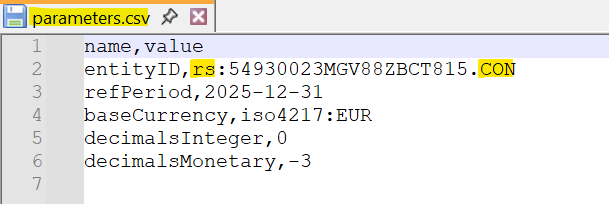 parameters.csv
1 name,value
2 entityID,rs:54930023MGV88ZBCT815.CON
3 refPeriod,2025-12-31
4 baseCurrency,iso4217:EUR
5 decimalsInteger,0
6 decimalsMonetary,-3
7